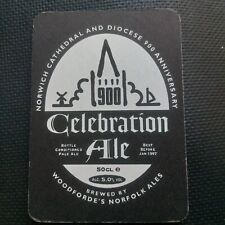 NORWICH CATHEDRAL AND DIOCESE 900 ANNIVERSARY
900
Celebration
Ale
BOTTLE CONDITIONED PALE ALE
BEST BEFORE JAN 1997
50CL e
ALC 5.0% VOL
BREWED BY
WOODFORDE'S NORFOLK ALES